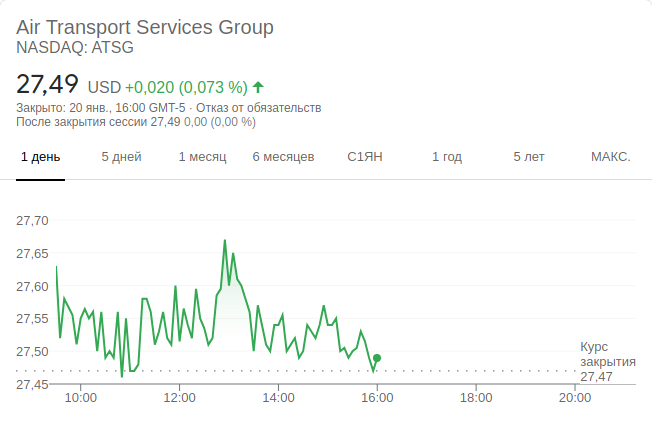 Air Transport Services Group
NASDAQ: ATSG
27,49 USD +0,020 (0,073 %)
Закрыто: 20 янв., 16:00 GMT-5 · Отказ от обязательств
После закрытия сессии 27,49 0,00 (0,00 %)
1 день 5 дней 1 месяц 6 месяцев С1ЯН 1 год 5 лет МАКС.
27,70
27,65
27,60
27,55
27,50
27,45
Курс
закрытия
27,47
10:00 12:00 14:00 16:00 18:00 20:00